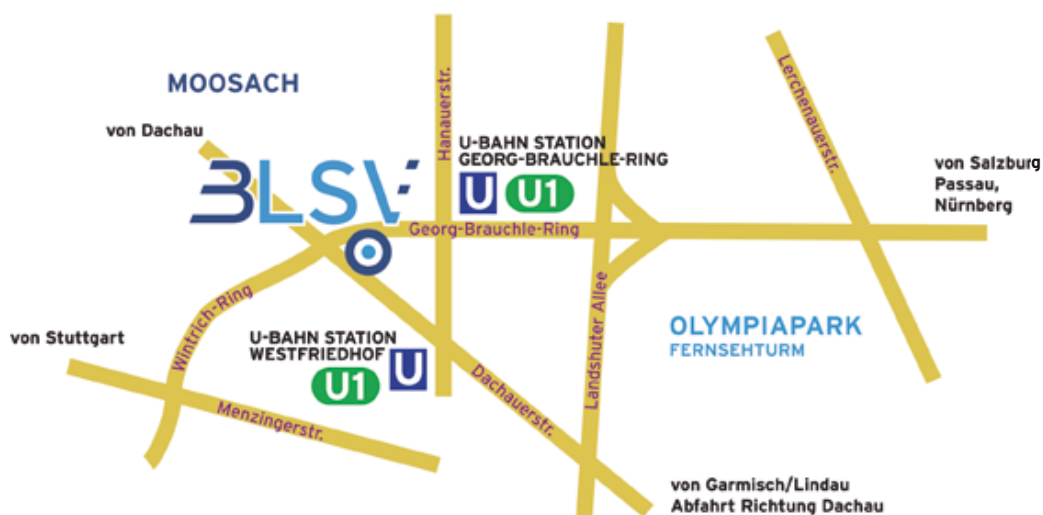 MOOSACH
von Dachau
BLSV
Hanauerstr.
U-BAHN STATION
GEORG-BRAUCHLE-RING
U U1
Lerchenauerstr.
von Salzburg
Passau,
Nürnberg
Georg-Brauchle-Ring
Wintrich-Ring
von Stuttgart
U-BAHN STATION
WESTFRIEDHOF
U1 U
Landshuter Allee
OLYMPIAPARK
FERNSEHTURM
Menzingerstr.
Dachauerstr.
von Garmisch/Lindau
Abfahrt Richtung Dachau